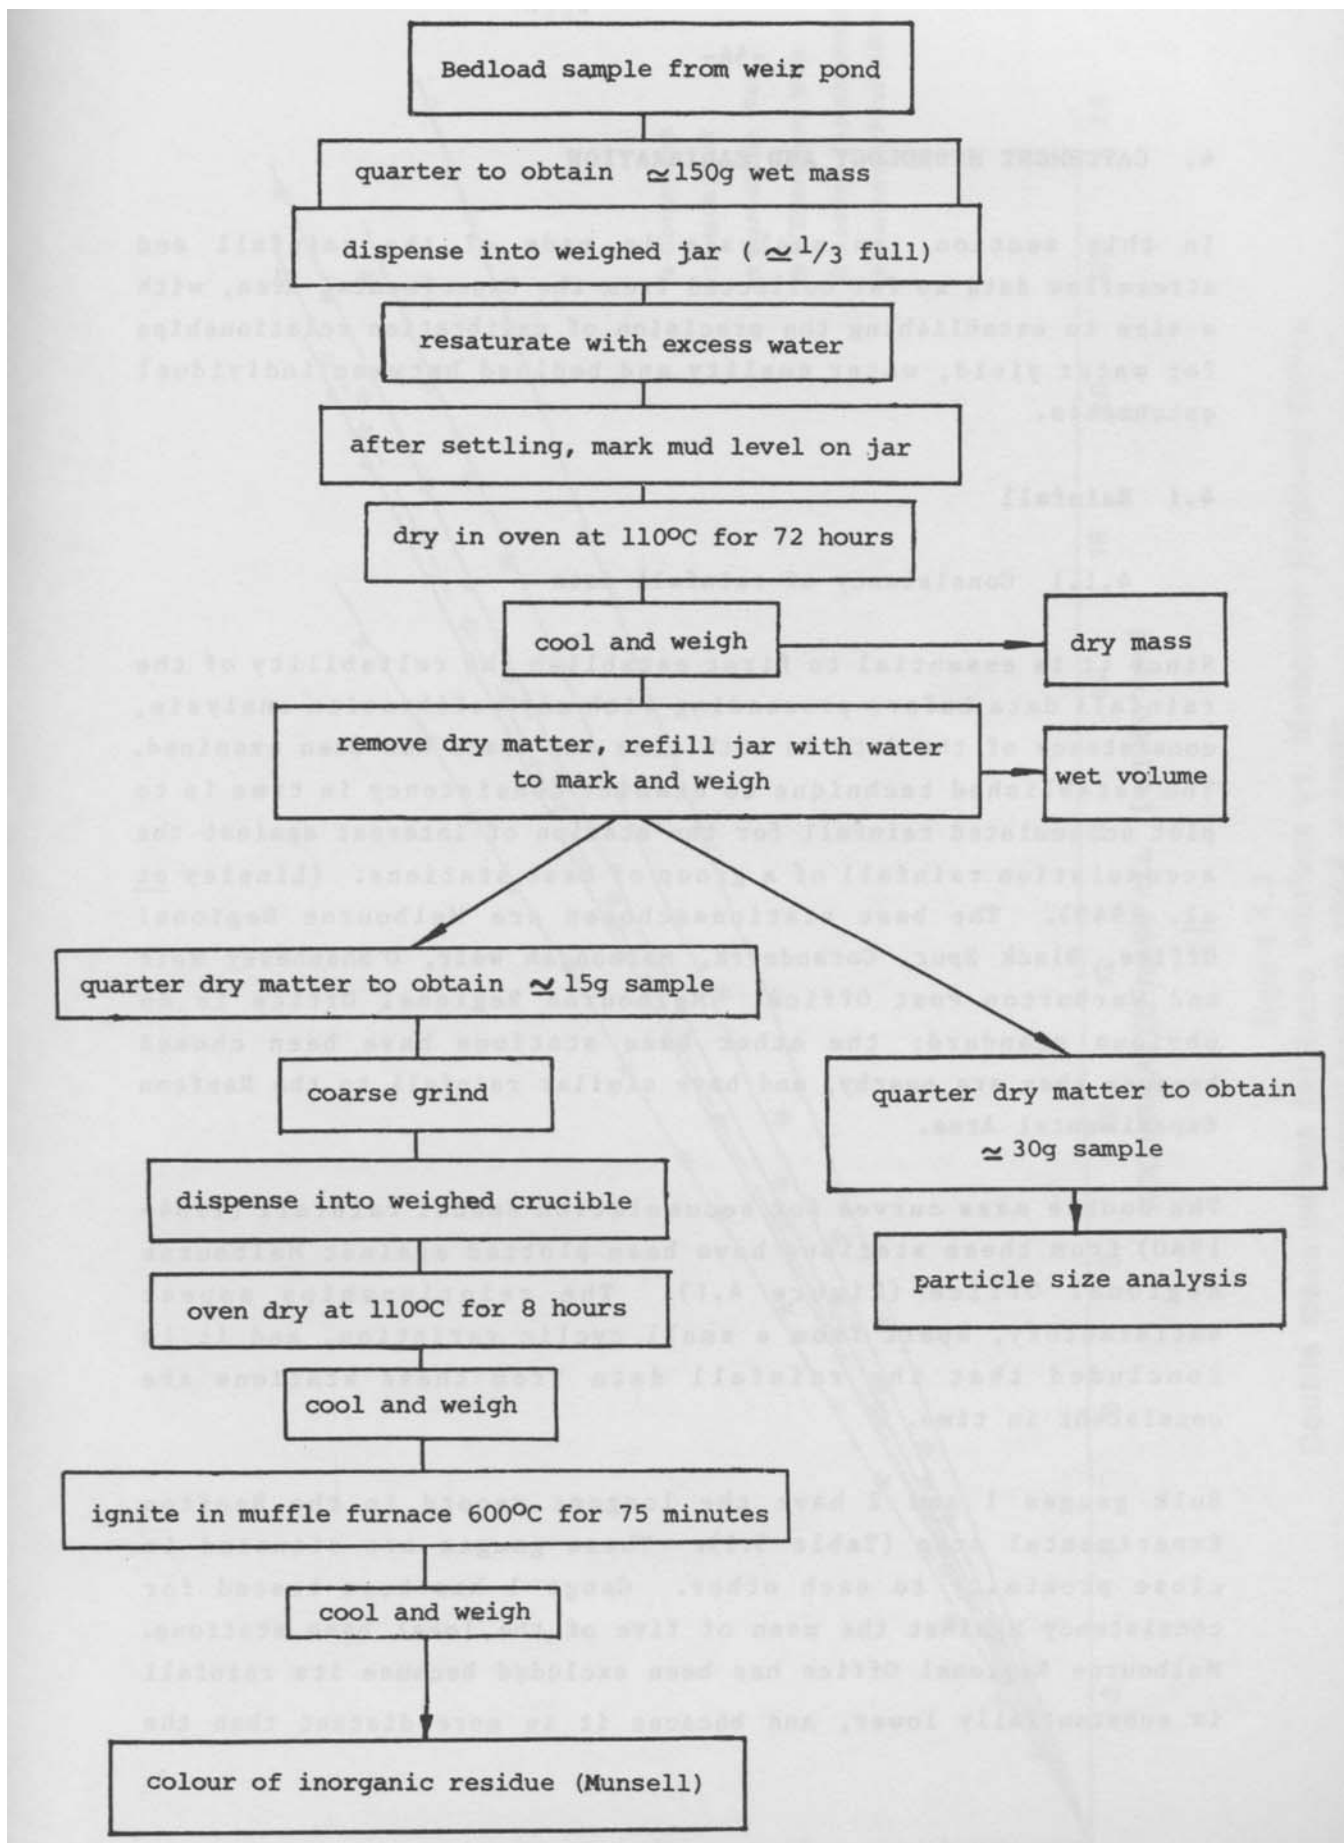 Bedload sample from weir pond
quarter to obtain ≃150g wet mass
dispense into weighed jar ( ≃1/3 full)
resaturate with excess water
after settling, mark mud level on jar
dry in oven at 110ºC for 72 hours
cool and weigh
dry mass
remove dry matter, refill jar with water
to mark and weigh
wet volume
quarter dry matter to obtain ≃ 15g sample
coarse grind
dispense into weighed crucible
oven dry at 110ºC for 8 hours
cool and weigh
ignite in muffle furnace 600ºC for 75 minutes
cool and weigh
colour of inorganic residue (Munsell)
quarter dry matter to obtain
≃ 30g sample
particle size analysis